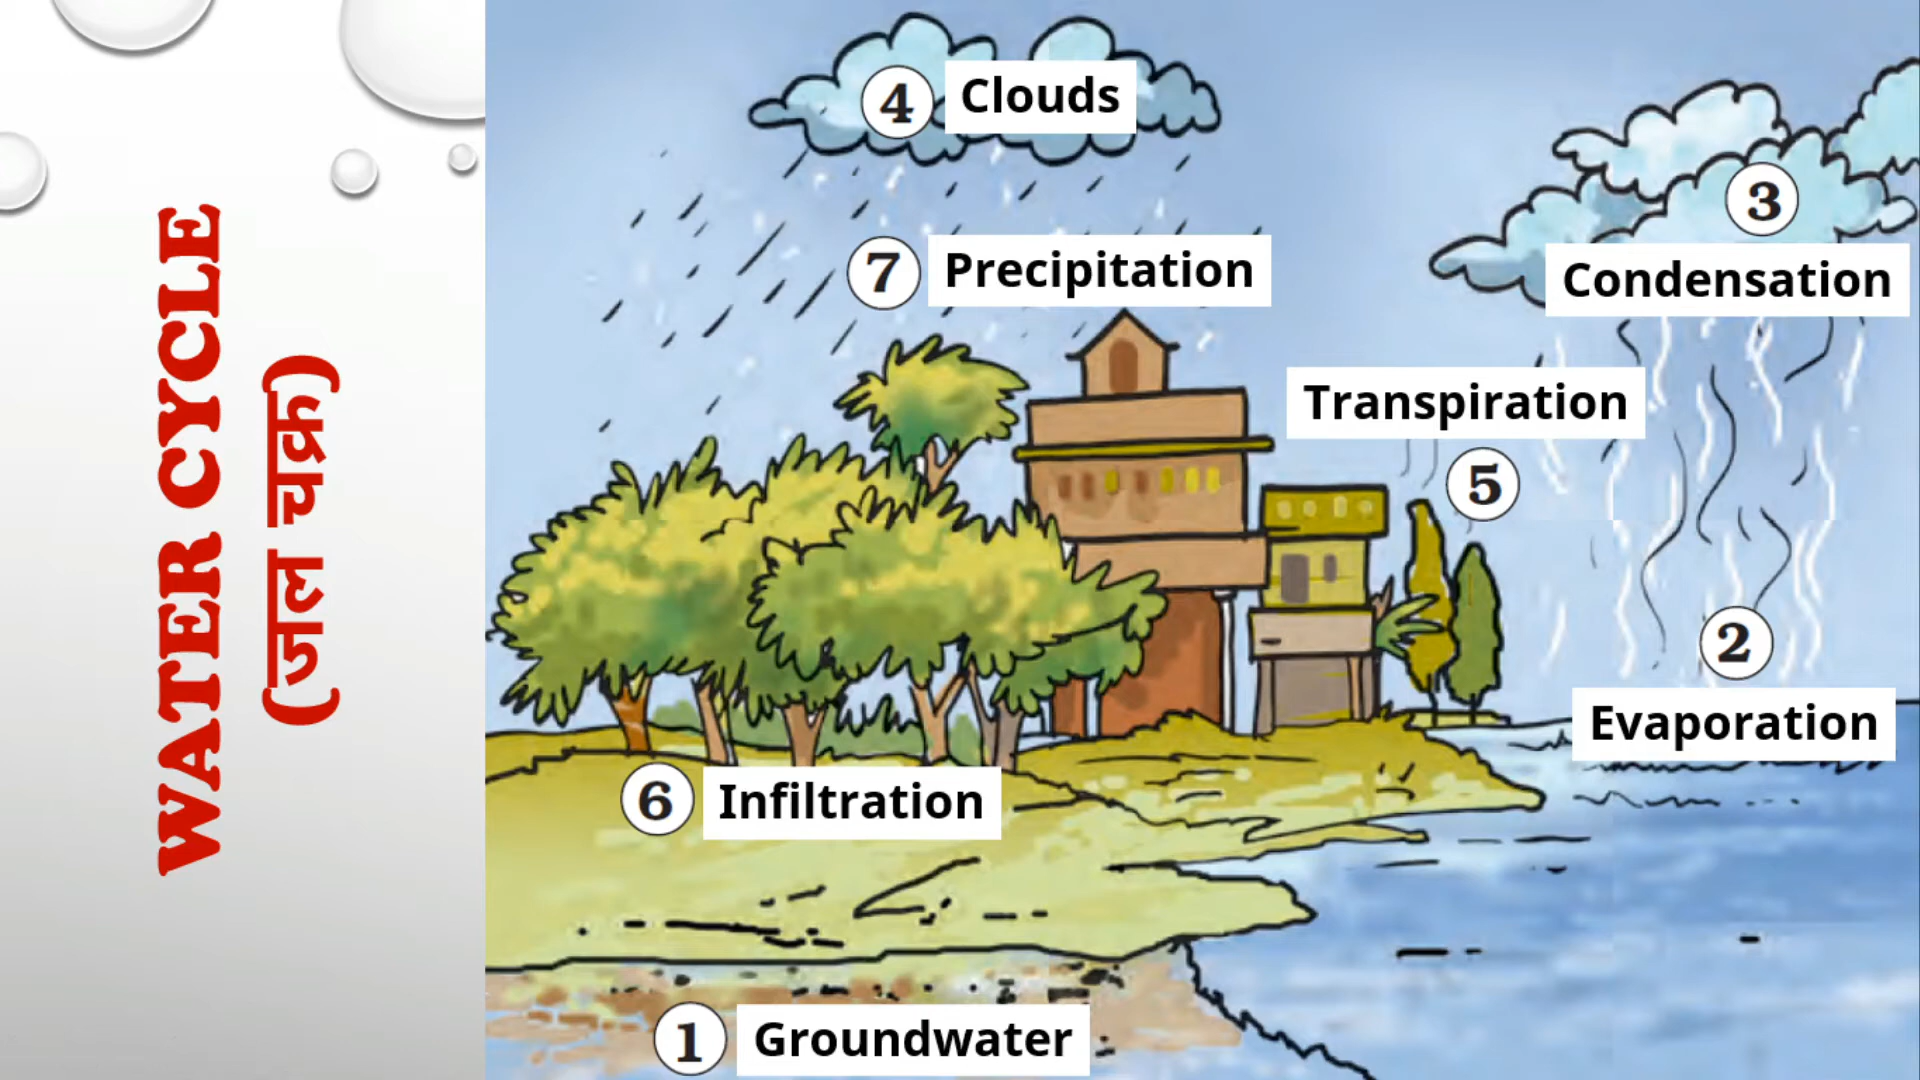 WATER CYCLE
(जल चक्र)
4 Clouds
3
Condensation
7 Precipitation
Transpiration
5
2
Evaporation
6 Infiltration
1 Groundwater